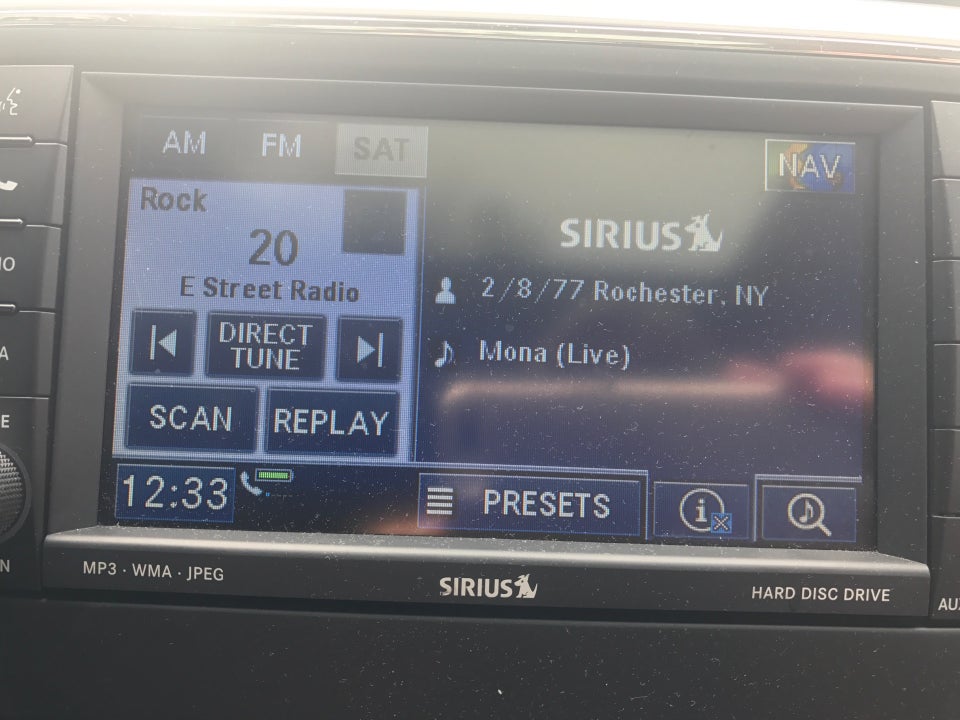 AM FM SAT
NAV
Rock
20
E Street Radio
SIRIUS
2/8/77 Rochester, NY
Mona (Live)
DIRECT
TUNE
SCAN REPLAY
12:33
PRESETS
i
MP3 · WMA · JPEG
SIRIUS
HARD DISC DRIVE